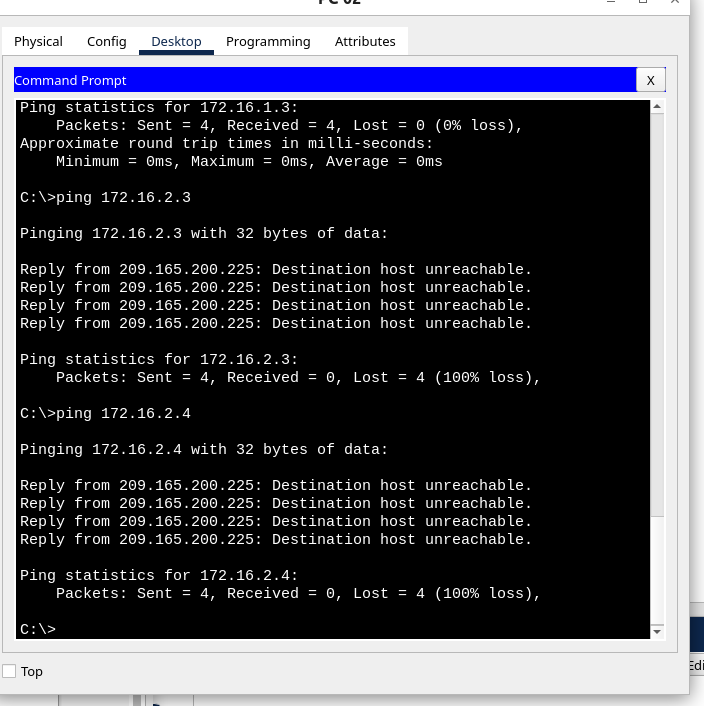 PC 02
Physical Config Desktop Programming Attributes
Command Prompt X
Ping statistics for 172.16.1.3:
    Packets: Sent = 4, Received = 4, Lost = 0 (0% loss),
Approximate round trip times in milli-seconds:
    Minimum = 0ms, Maximum = 0ms, Average = 0ms
C:\>ping 172.16.2.3
Pinging 172.16.2.3 with 32 bytes of data:
Reply from 209.165.200.225: Destination host unreachable.
Reply from 209.165.200.225: Destination host unreachable.
Reply from 209.165.200.225: Destination host unreachable.
Reply from 209.165.200.225: Destination host unreachable.
Ping statistics for 172.16.2.3:
    Packets: Sent = 4, Received = 0, Lost = 4 (100% loss),
C:\>ping 172.16.2.4
Pinging 172.16.2.4 with 32 bytes of data:
Reply from 209.165.200.225: Destination host unreachable.
Reply from 209.165.200.225: Destination host unreachable.
Reply from 209.165.200.225: Destination host unreachable.
Reply from 209.165.200.225: Destination host unreachable.
Ping statistics for 172.16.2.4:
    Packets: Sent = 4, Received = 0, Lost = 4 (100% loss),
C:\>
Edi
Top